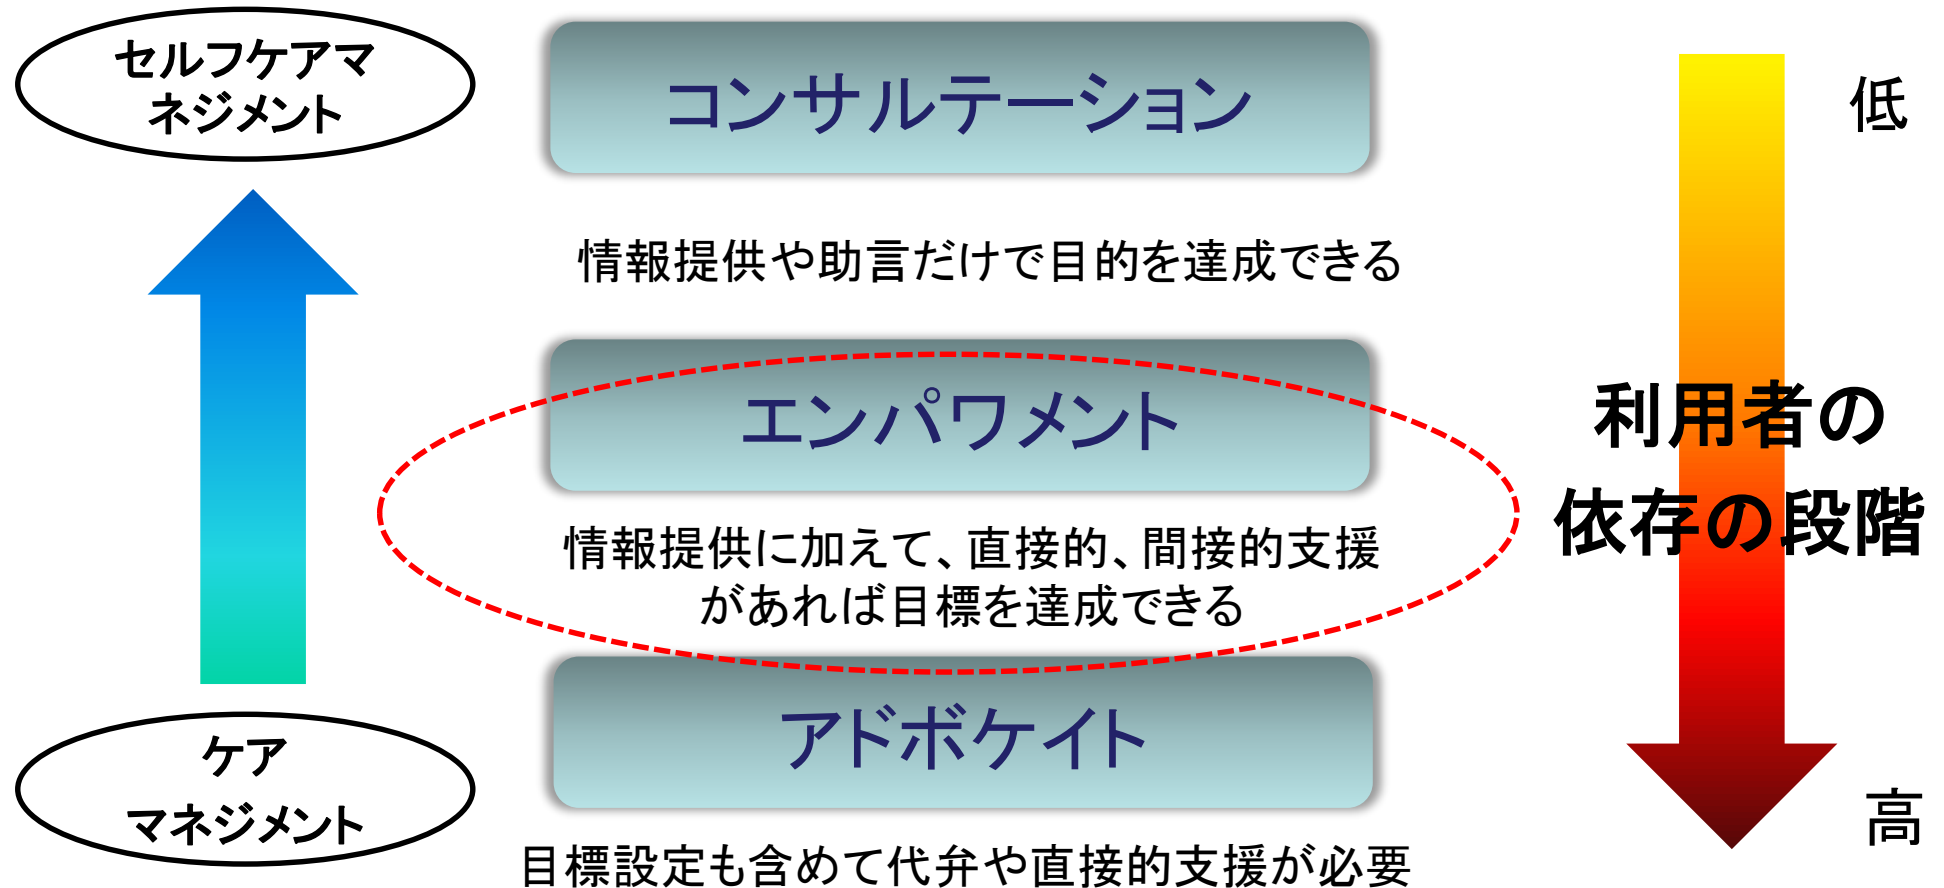 セルフケアマ
ネジメント
コンサルテーション
低
情報提供や助言だけで目的を達成できる
エンパワメント
利用者の
依存の段階
情報提供に加えて、直接的、間接的支援
があれば目標を達成できる
アドボケイト
ケア
マネジメント
高
目標設定も含めて代弁や直接的支援が必要